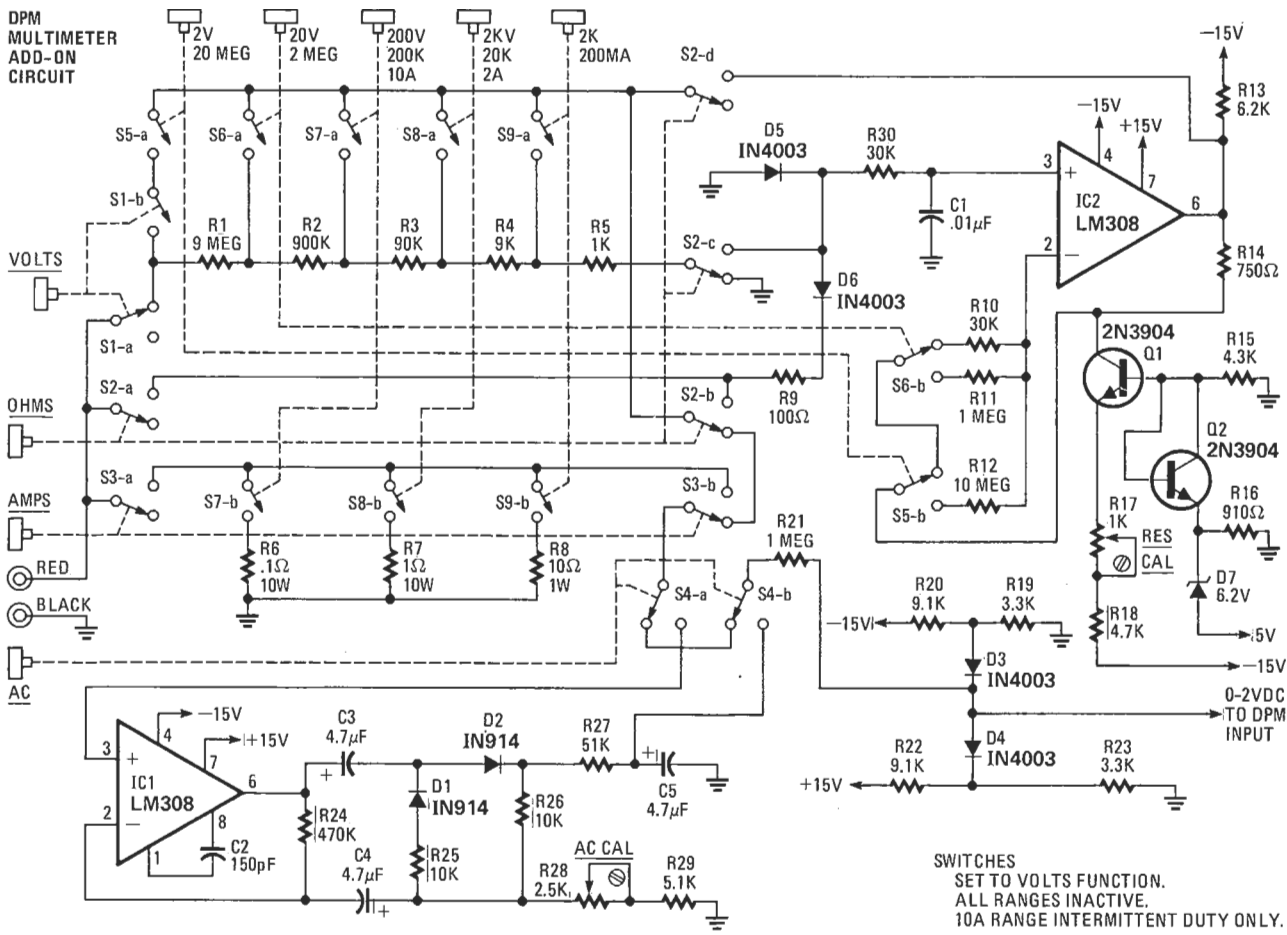 DPM
MULTIMETER
ADD-ON
CIRCUIT
2V
20 MEG
20V
2 MEG
200V
200K
10A
2KV
20K
2A
2K
200MA
S2-d
−15V
R13
6.2K
S5-a
S6-a
S7-a
S8-a
S9-a
D5
IN4003
R30
30K
−15V
+15V
4
7
3
+
IC2
LM308
6
2
−
C1
.01µF
S1-b
R1
9 MEG
R2
900K
R3
90K
R4
9K
R5
1K
S2-c
R14
750Ω
VOLTS
D6
IN4003
R10
30K
2N3904
Q1
R15
4.3K
S1-a
S6-b
R11
1 MEG
S2-a
S2-b
R9
100Ω
OHMS
Q2
2N3904
R12
10 MEG
S5-b
S3-a
S7-b
S8-b
S9-b
S3-b
AMPS
R21
1 MEG
R17
1K
RES
CAL
R16
910Ω
RED
R6
.1Ω
10W
R7
1Ω
10W
R8
10Ω
1W
D7
6.2V
BLACK
S4-a
S4-b
R20
9.1K
R19
3.3K
R18
4.7K
−15V
-5V
−15V
AC
D3
IN4003
0-2VDC
TO DPM
INPUT
−15V
4
+15V
7
C3
4.7µF
D2
IN914
R27
51K
D4
IN4003
R22
9.1K
R23
3.3K
+15V
3
+
IC1
LM308
6
2
−
8
1
C2
150pF
+
R24
470K
D1
IN914
R26
10K
+
C5
4.7µF
C4
4.7µF
+
R25
10K
AC CAL
R28
2.5K
R29
5.1K
SWITCHES
SET TO VOLTS FUNCTION.
ALL RANGES INACTIVE.
10A RANGE INTERMITTENT DUTY ONLY.